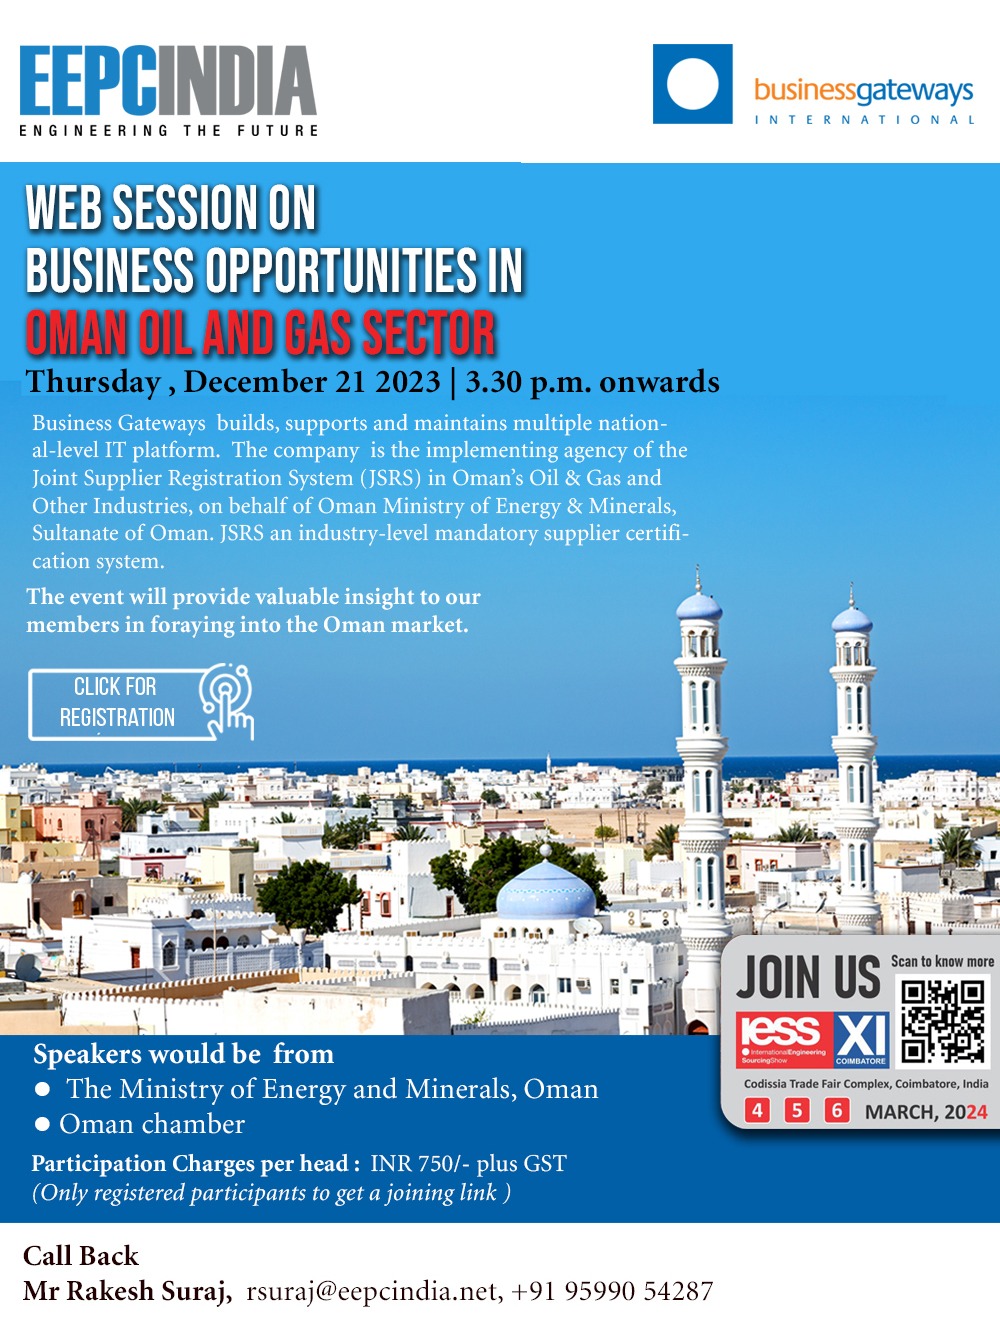 EEPCINDIA
ENGINEERING THE FUTURE
businessgateways
INTERNATIONAL
WEB SESSION ON
BUSINESS OPPORTUNITIES IN
OMAN OIL AND GAS SECTOR
Thursday , December 21 2023 | 3.30 p.m. onwards
Business Gateways builds, supports and maintains multiple nation-
al-level IT platform. The company is the implementing agency of the
Joint Supplier Registration System (JSRS) in Oman's Oil & Gas and
Other Industries, on behalf of Oman Ministry of Energy & Minerals,
Sultanate of Oman. JSRS an industry-level mandatory supplier certifi-
cation system.
The event will provide valuable insight to our
members in foraying into the Oman market.
CLICK FOR
REGISTRATION
JOIN US
Scan to know more
iess XI
InternationalEngineering
SourcingShow
COIMBATORE
Codissia Trade Fair Complex, Coimbatore, India
4 5 6 MARCH, 2024
Speakers would be from
● The Ministry of Energy and Minerals, Oman
● Oman chamber
Participation Charges per head : INR 750/- plus GST
(Only registered participants to get a joining link )
Call Back
Mr Rakesh Suraj, rsuraj@eepcindia.net, +91 95990 54287